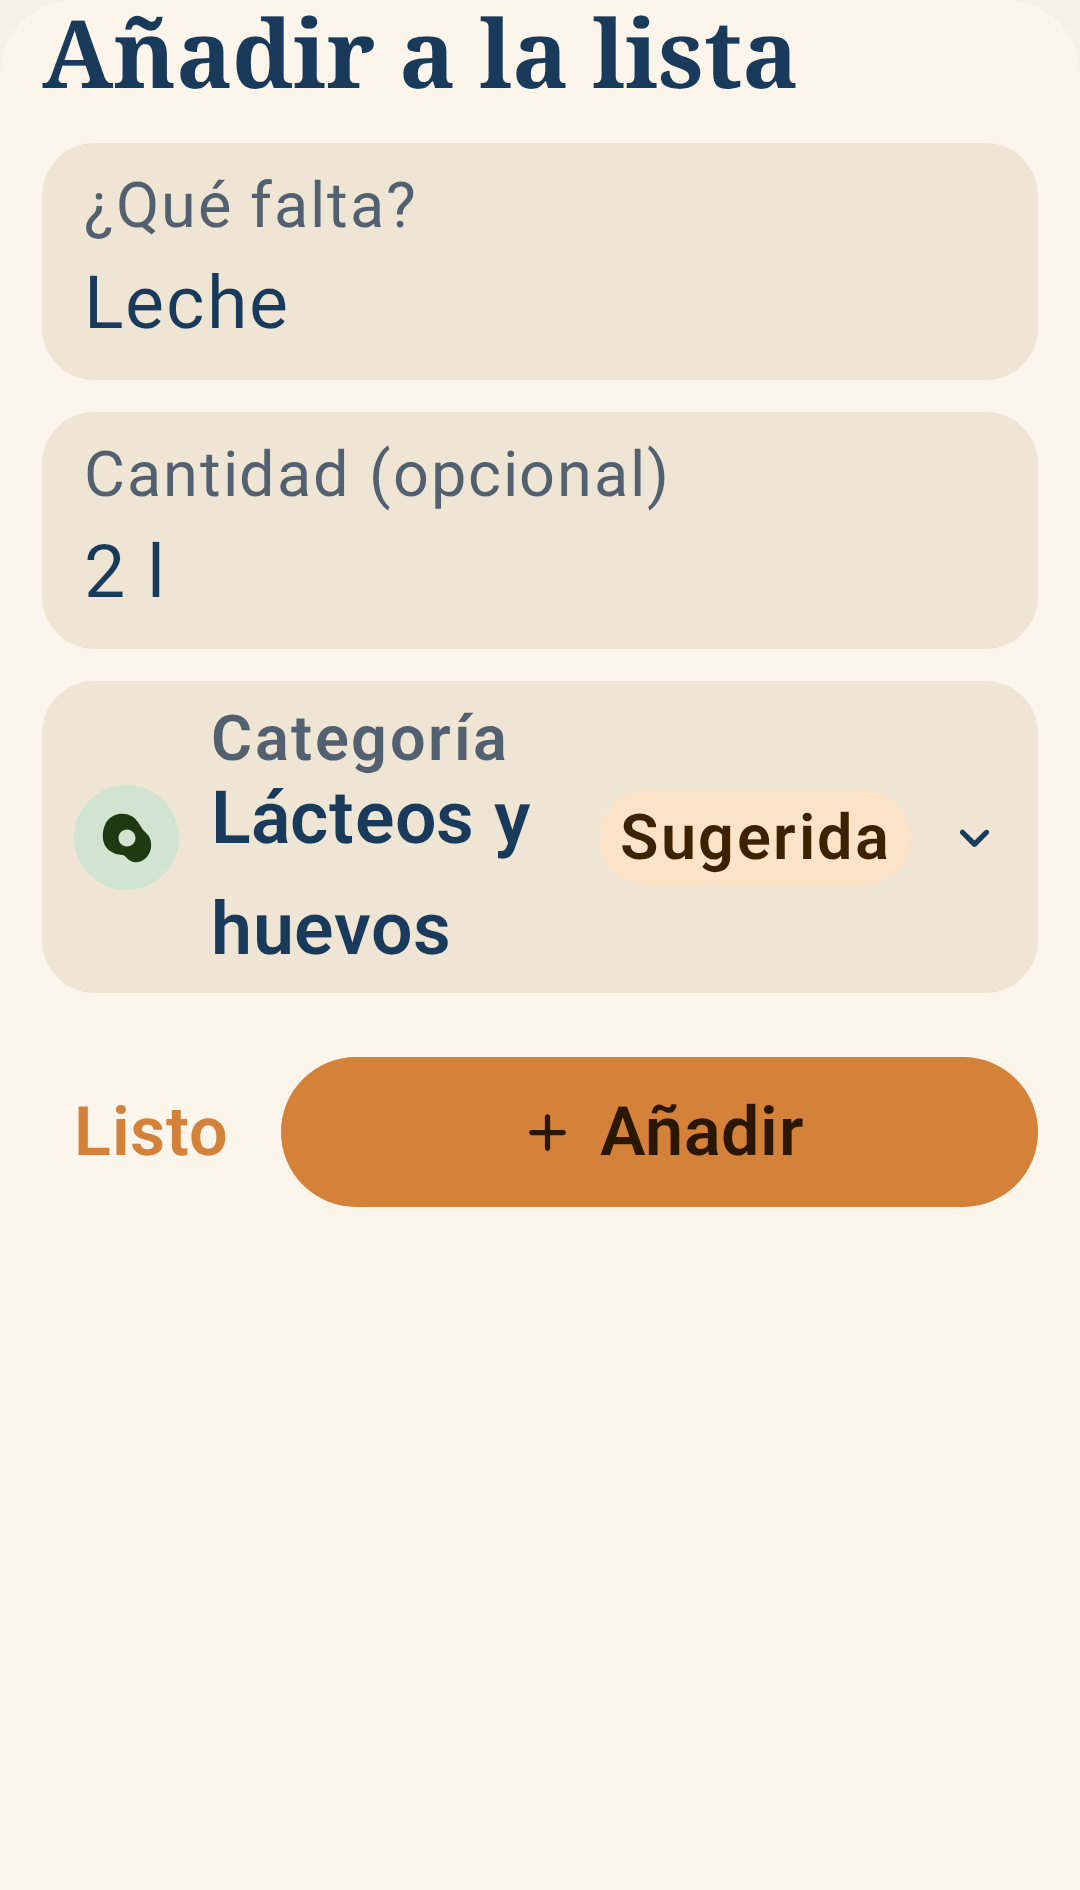 Añadir a la lista
¿Qué falta?
Leche
Cantidad (opcional)
2 l
Categoría
Lácteos y
huevos
Sugerida
Listo
+ Añadir